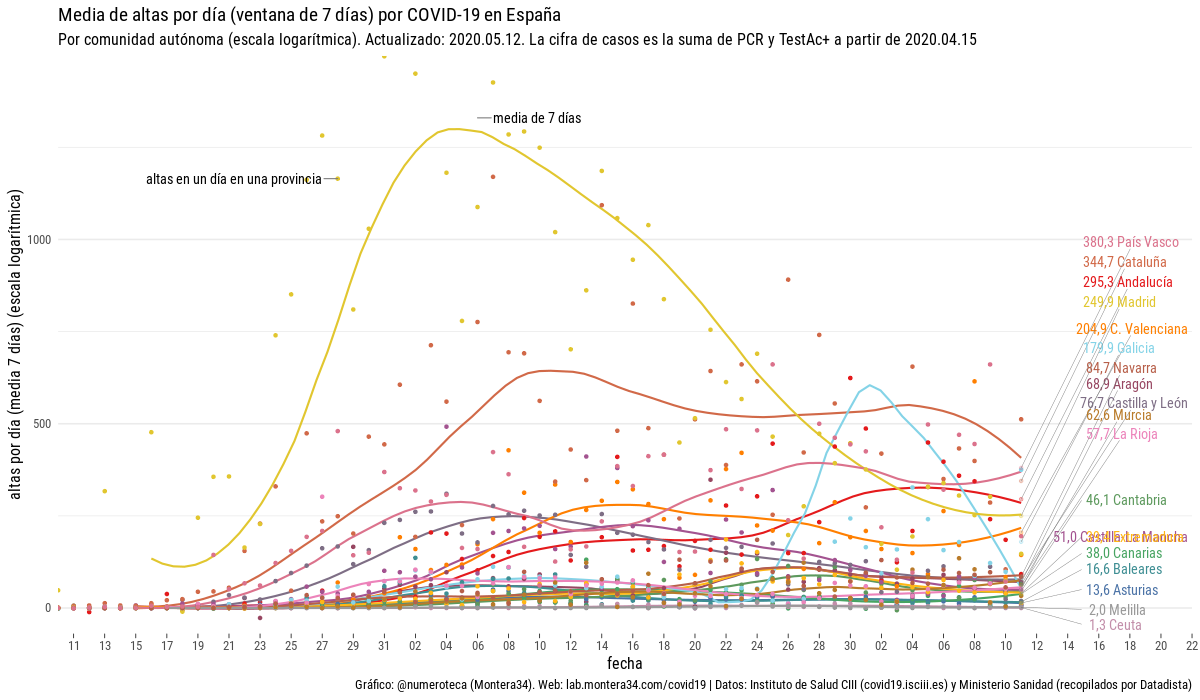 Media de altas por día (ventana de 7 días) por COVID-19 en España
Por comunidad autónoma (escala logarítmica). Actualizado: 2020.05.12. La cifra de casos es la suma de PCR y TestAc+ a partir de 2020.04.15
altas por día (media 7 días) (escala logarítmica)
1000
500
0
media de 7 días
altas en un día en una provincia
380,3 País Vasco
344,7 Cataluña
295,3 Andalucía
249,9 Madrid
204,9 C. Valenciana
179,9 Galicia
84,7 Navarra
68,9 Aragón
76,7 Castilla y León
62,6 Murcia
57,7 La Rioja
46,1 Cantabria
51,0 Castilla-La Mancha
38,0 Canarias
16,6 Baleares
13,6 Asturias
2,0 Melilla
1,3 Ceuta
11 13 15 17 19 21 23 25 27 29 31 02 04 06 08 10 12 14 16 18 20 22 24 26 28 30 02 04 06 08 10 12 14 16 18 20 22
fecha
Gráfico: @numeroteca (Montera34). Web: lab.montera34.com/covid19 | Datos: Instituto de Salud CIII (covid19.isciii.es) y Ministerio Sanidad (recopilados por Datadista)